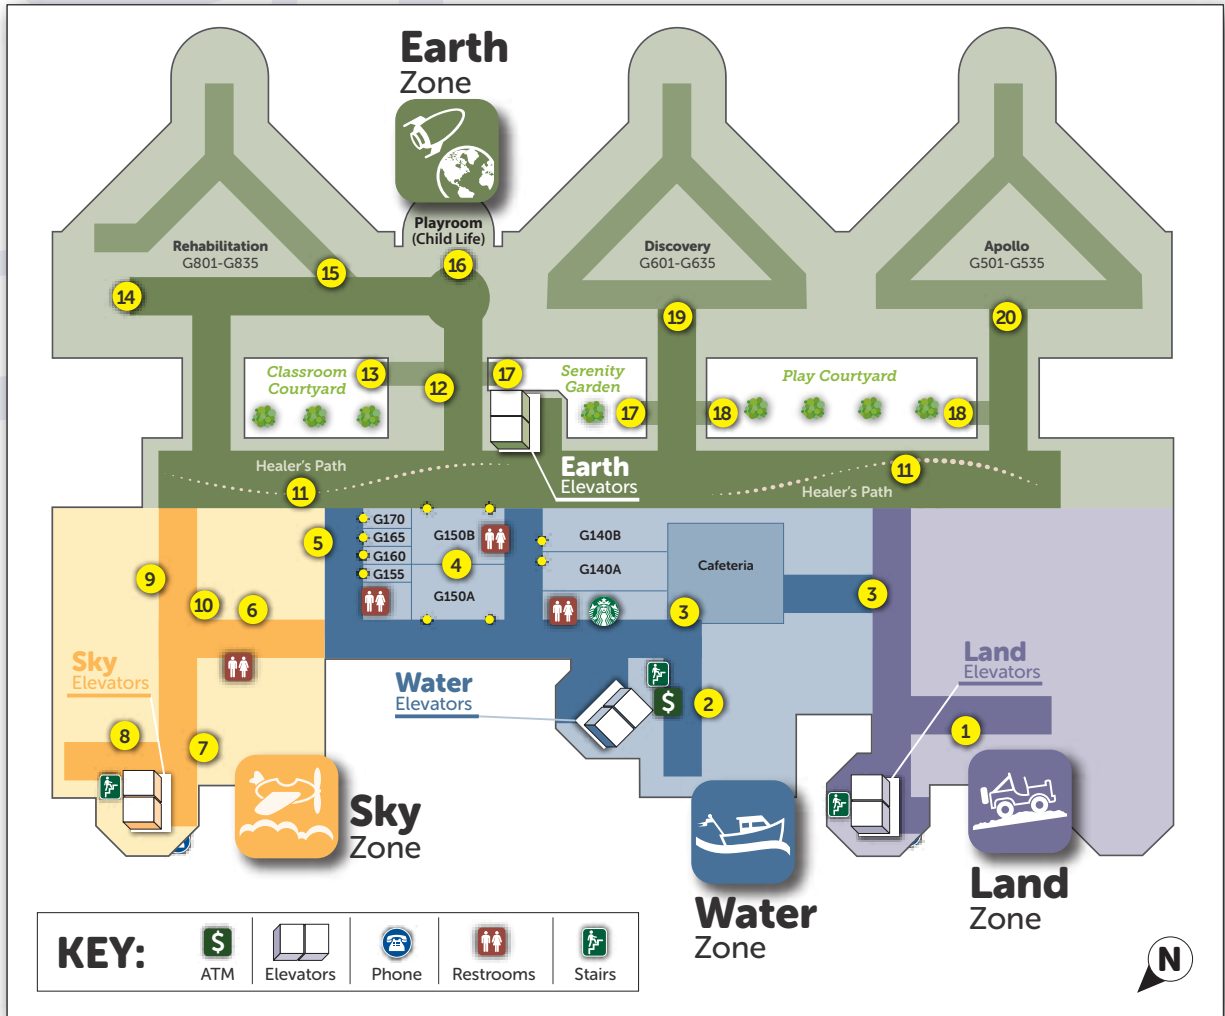 Earth
Zone
Playroom
(Child Life)
Rehabilitation
G801-G835
Discovery
G601-G635
Apollo
G501-G535
14
15
16
19
20
Classroom
Courtyard
13
12
17
Serenity
Garden
17
18
Play Courtyard
18
Healer's Path
11
Earth
Elevators
11
Healer's Path
5
G170
G165
G160
G155
G150B
4
G150A
G140B
G140A
Cafeteria
3
3
9
10
6
Sky
Elevators
8
7
Water
Elevators
$
2
Land
Elevators
1
Sky
Zone
Water
Zone
Land
Zone
KEY:
$
ATM
Elevators
Phone
Restrooms
Stairs
N